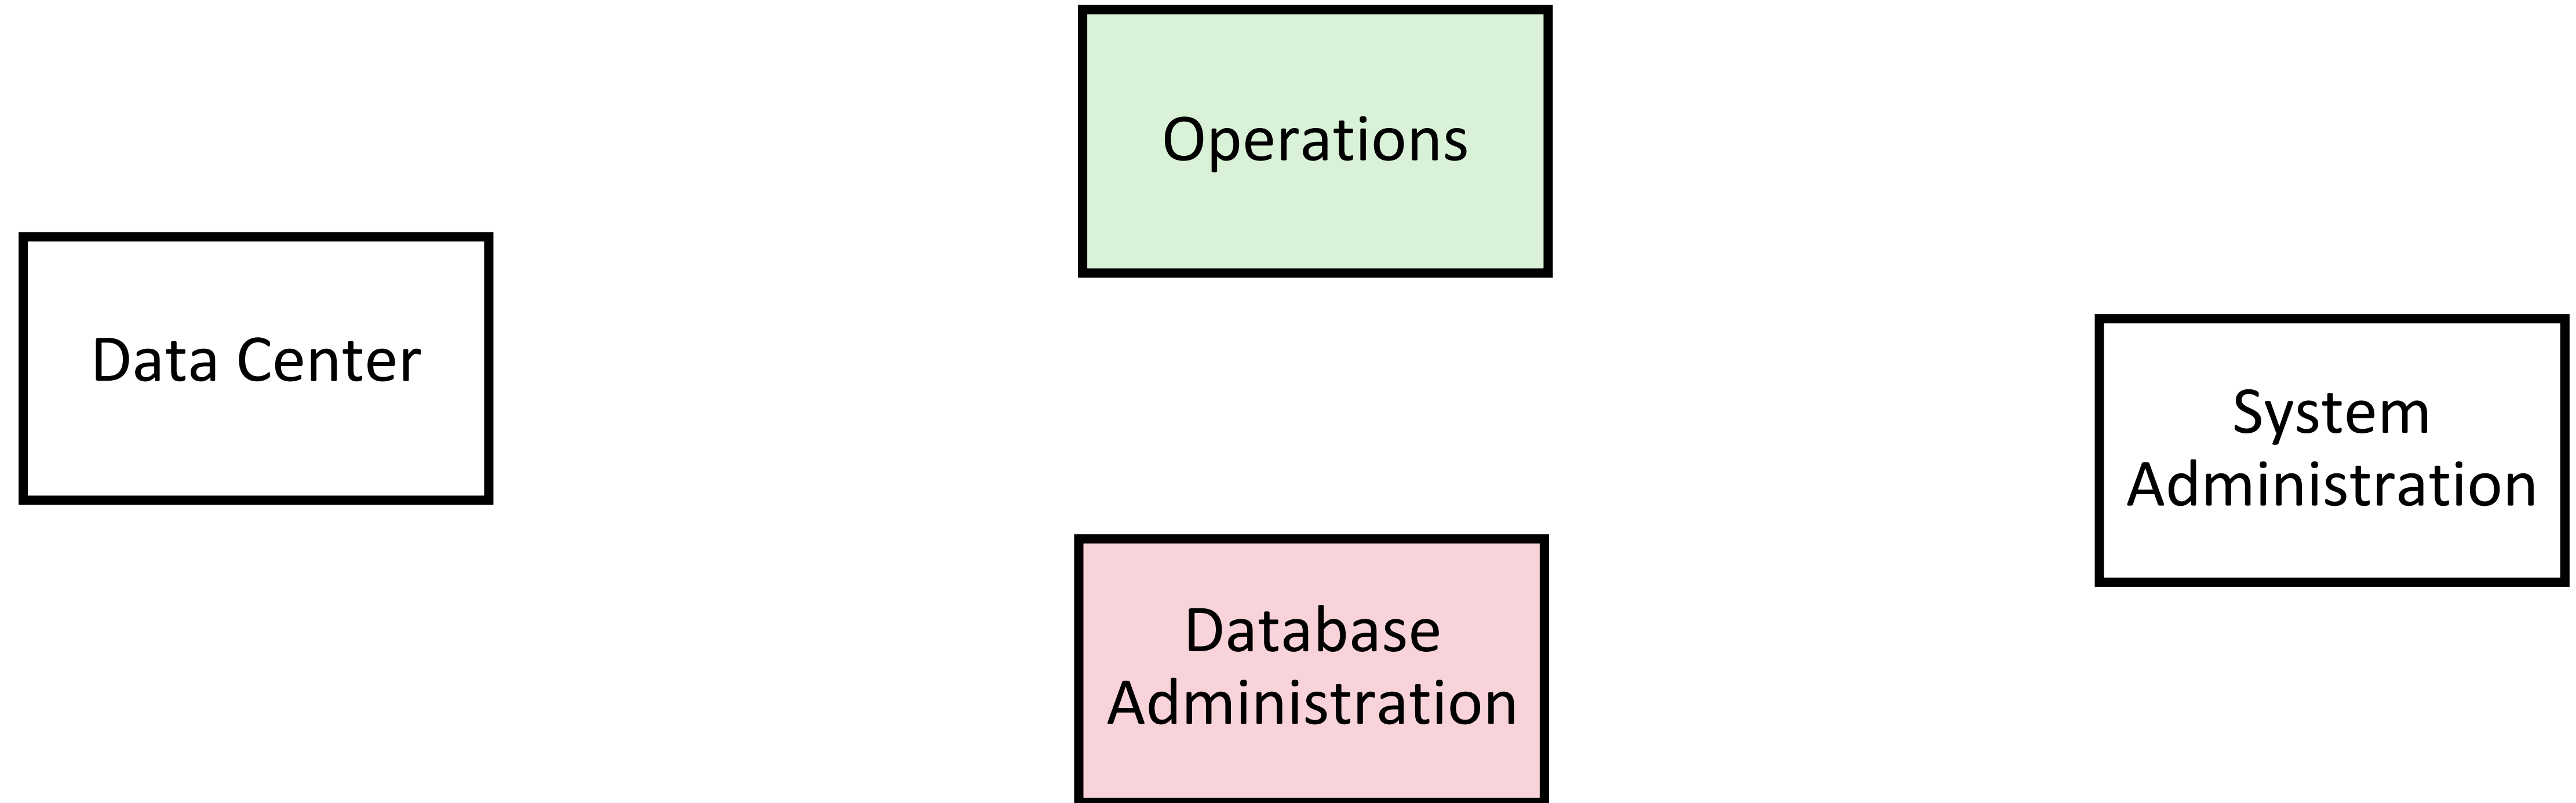 Operations
Data Center
System
Administration
Database
Administration